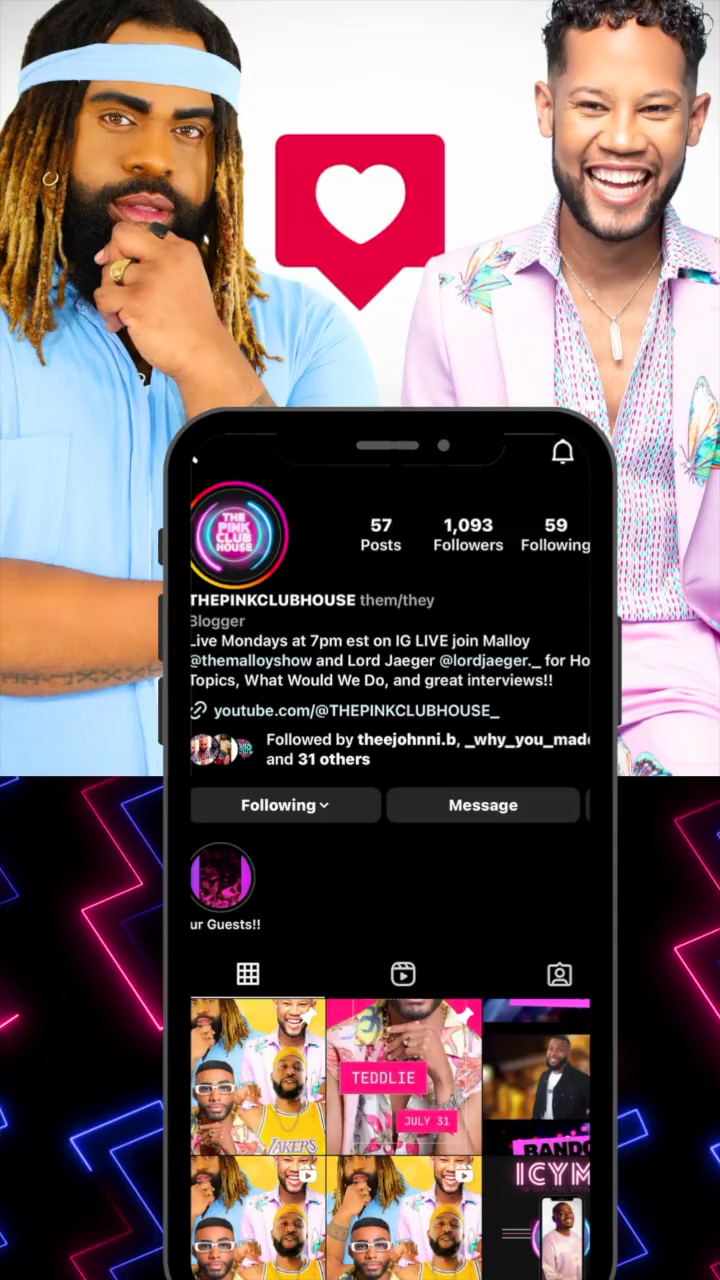 THE
PINK
CLUB
HOUSE
57
Posts
1,093
Followers
59
Following
THEPINKCLUBHOUSE them/they
Blogger
Live Mondays at 7pm est on IG LIVE join Malloy
@themalloyshow and Lord Jaeger @lordjaeger._ for Ho
Topics, What Would We Do, and great interviews!!
youtube.com/@THEPINKCLUBHOUSE_
Followed by theejohnni.b, _why_you_made
and 31 others
Following
Message
ur Guests!!
LAKERS
TEDDLIE
JULY 31
BANDO
ICYM